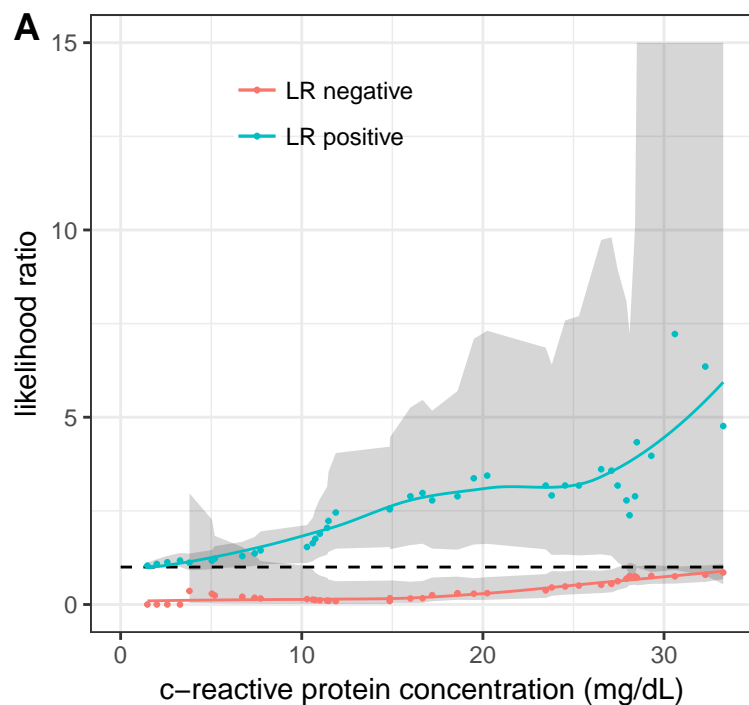 A
15
10
5
0
likelihood ratio
LR negative
LR positive
0
10
20
30
c−reactive protein concentration (mg/dL)